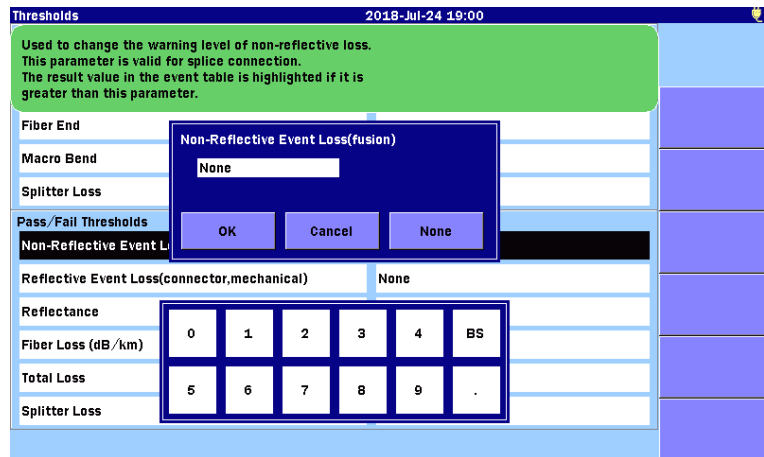 Thresholds 2018-Jul-24 19:00
Used to change the warning level of non-reflective loss.
This parameter is valid for splice connection.
The result value in the event table is highlighted if it is
greater than this parameter.
Fiber End
Macro Bend
Splitter Loss
Non-Reflective Event Loss(fusion)
None
OK Cancel None
Pass/Fail Thresholds
Non-Reflective Event L
Reflective Event Loss(connector,mechanical) None
Reflectance
Fiber Loss (dB/km)
Total Loss
Splitter Loss
0 1 2 3 4 BS
5 6 7 8 9 .